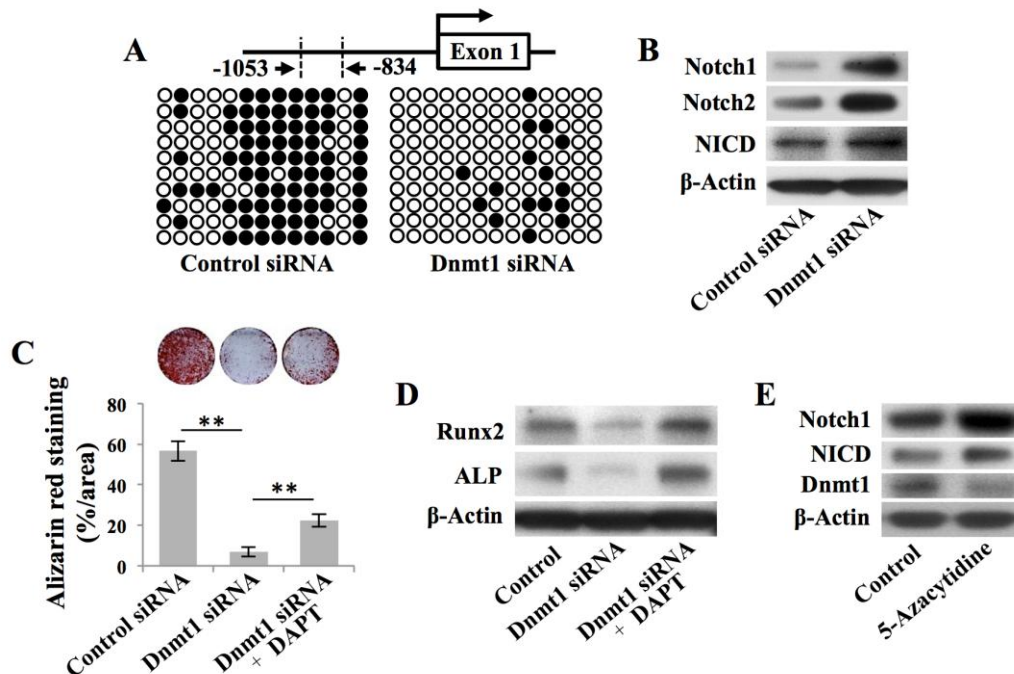 A
Exon 1
-1053
-834
Control siRNA
Dnmt1 siRNA
B
Notch1
Notch2
NICD
β-Actin
Control siRNA
Dnmt1 siRNA
C
Alizarin red staining
(%/area)
80
60
40
20
0
**
**
Control siRNA
Dnmt1 siRNA
Dnmt1 siRNA
+ DAPT
D
Runx2
ALP
β-Actin
Control
Dnmt1 siRNA
Dnmt1 siRNA
+ DAPT
E
Notch1
NICD
Dnmt1
β-Actin
Control
5-Azacytidine